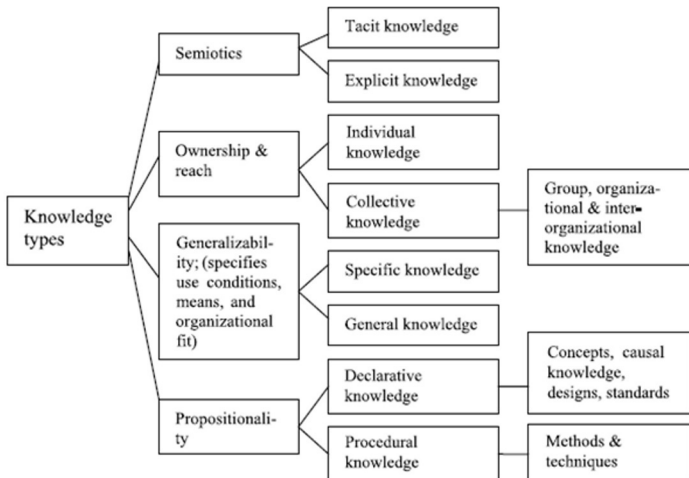 Knowledge
types
Semiotics
Tacit knowledge
Explicit knowledge
Ownership &
reach
Individual
knowledge
Collective
knowledge
Group, organiza-
tional & inter-
organizational
knowledge
Generalizabil-
ity; (specifies
use conditions,
means, and
organizational
fit)
Specific knowledge
General knowledge
Propositionali-
ty
Declarative
knowledge
Concepts, causal
knowledge,
designs, standards
Procedural
knowledge
Methods &
techniques